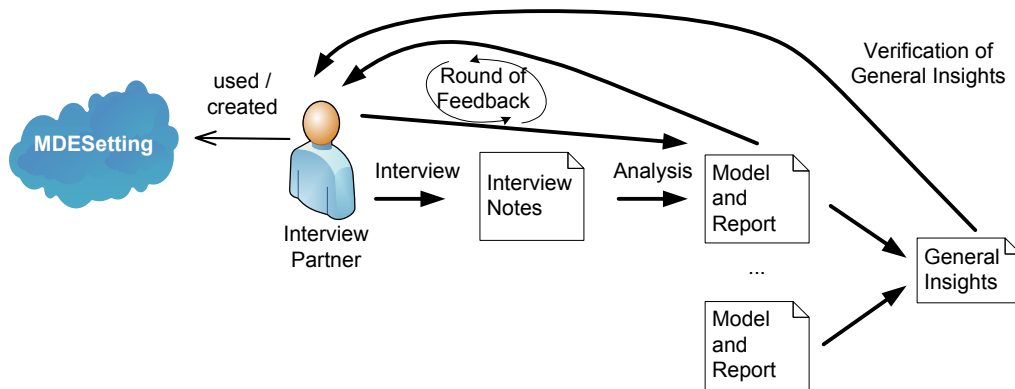 used /
created
MDESetting
Interview
Partner
Round of
Feedback
Interview
Interview
Notes
Analysis
Model
and
Report
...
Model
and
Report
Verification of
General Insights
General
Insights